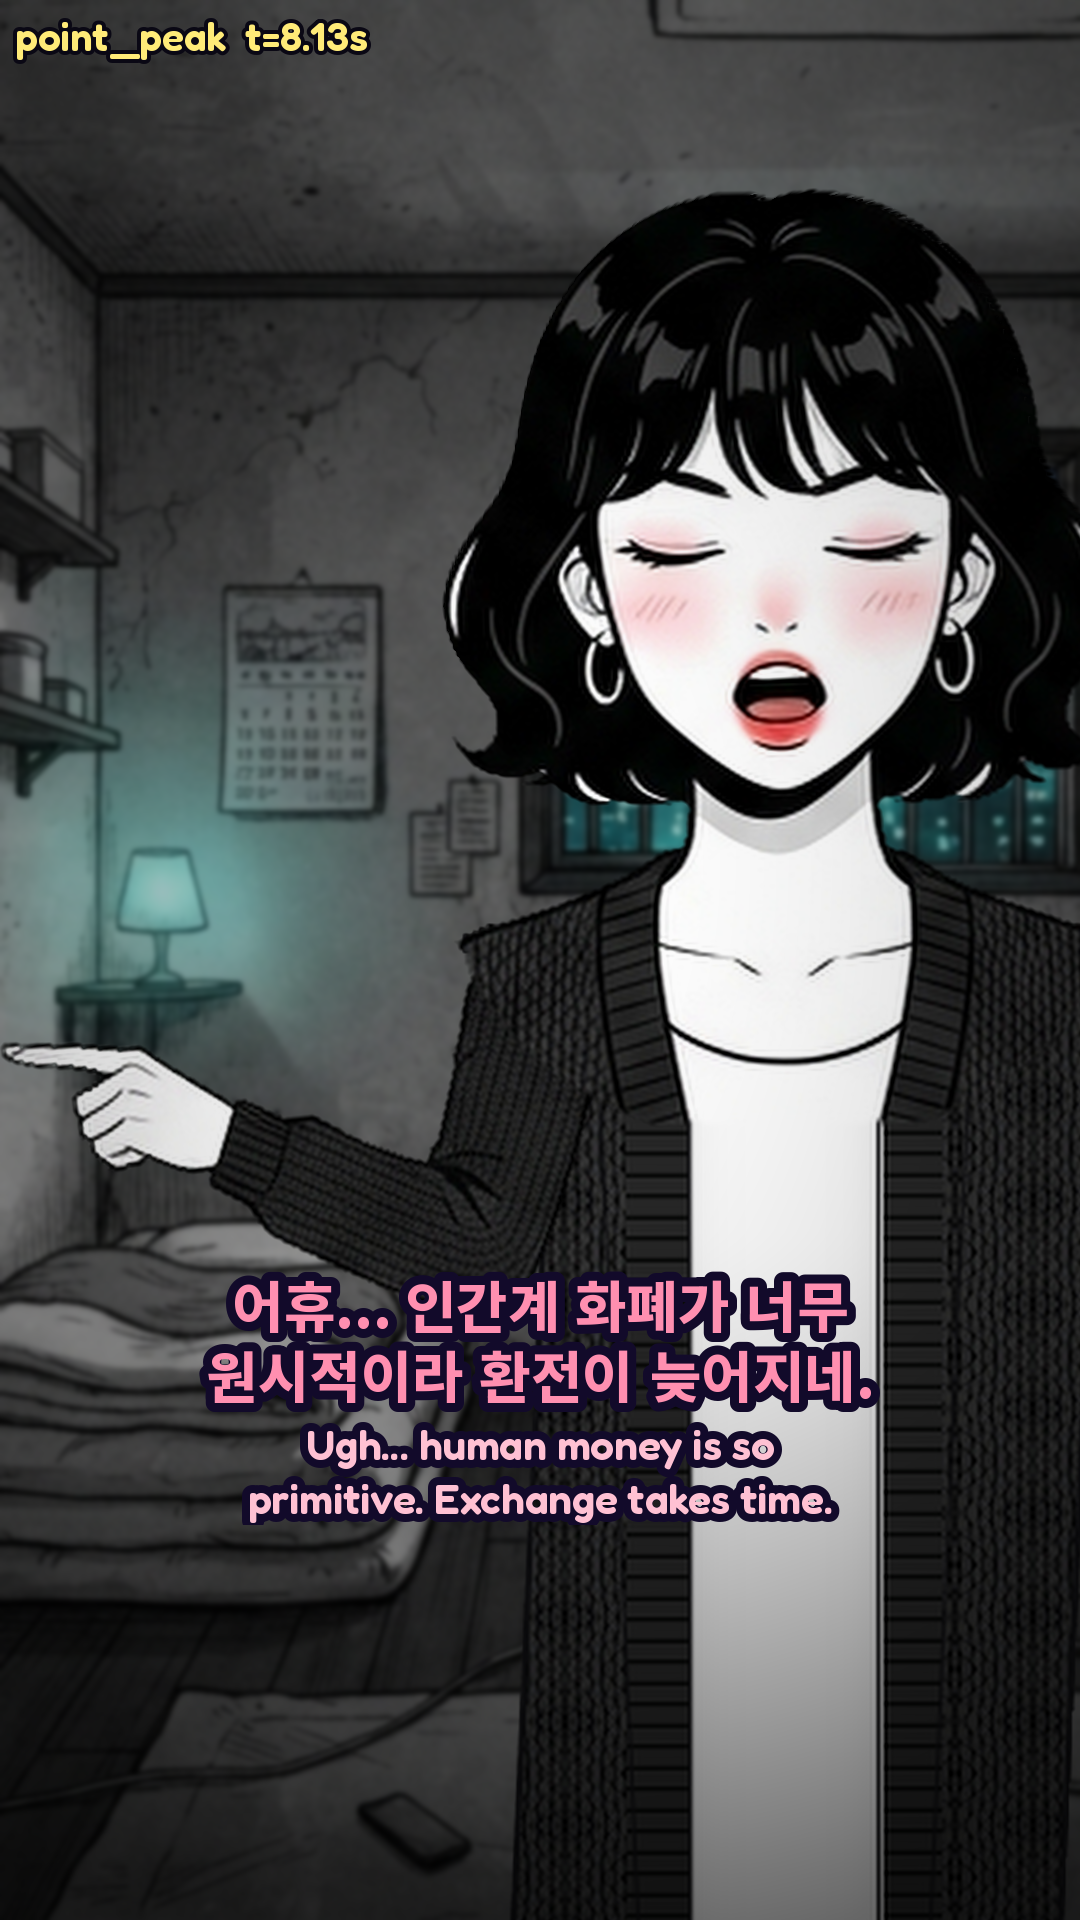 point_peak t=8.13s
어휴... 인간계 화폐가 너무
원시적이라 환전이 늦어지네.
Ugh... human money is so
primitive. Exchange takes time.